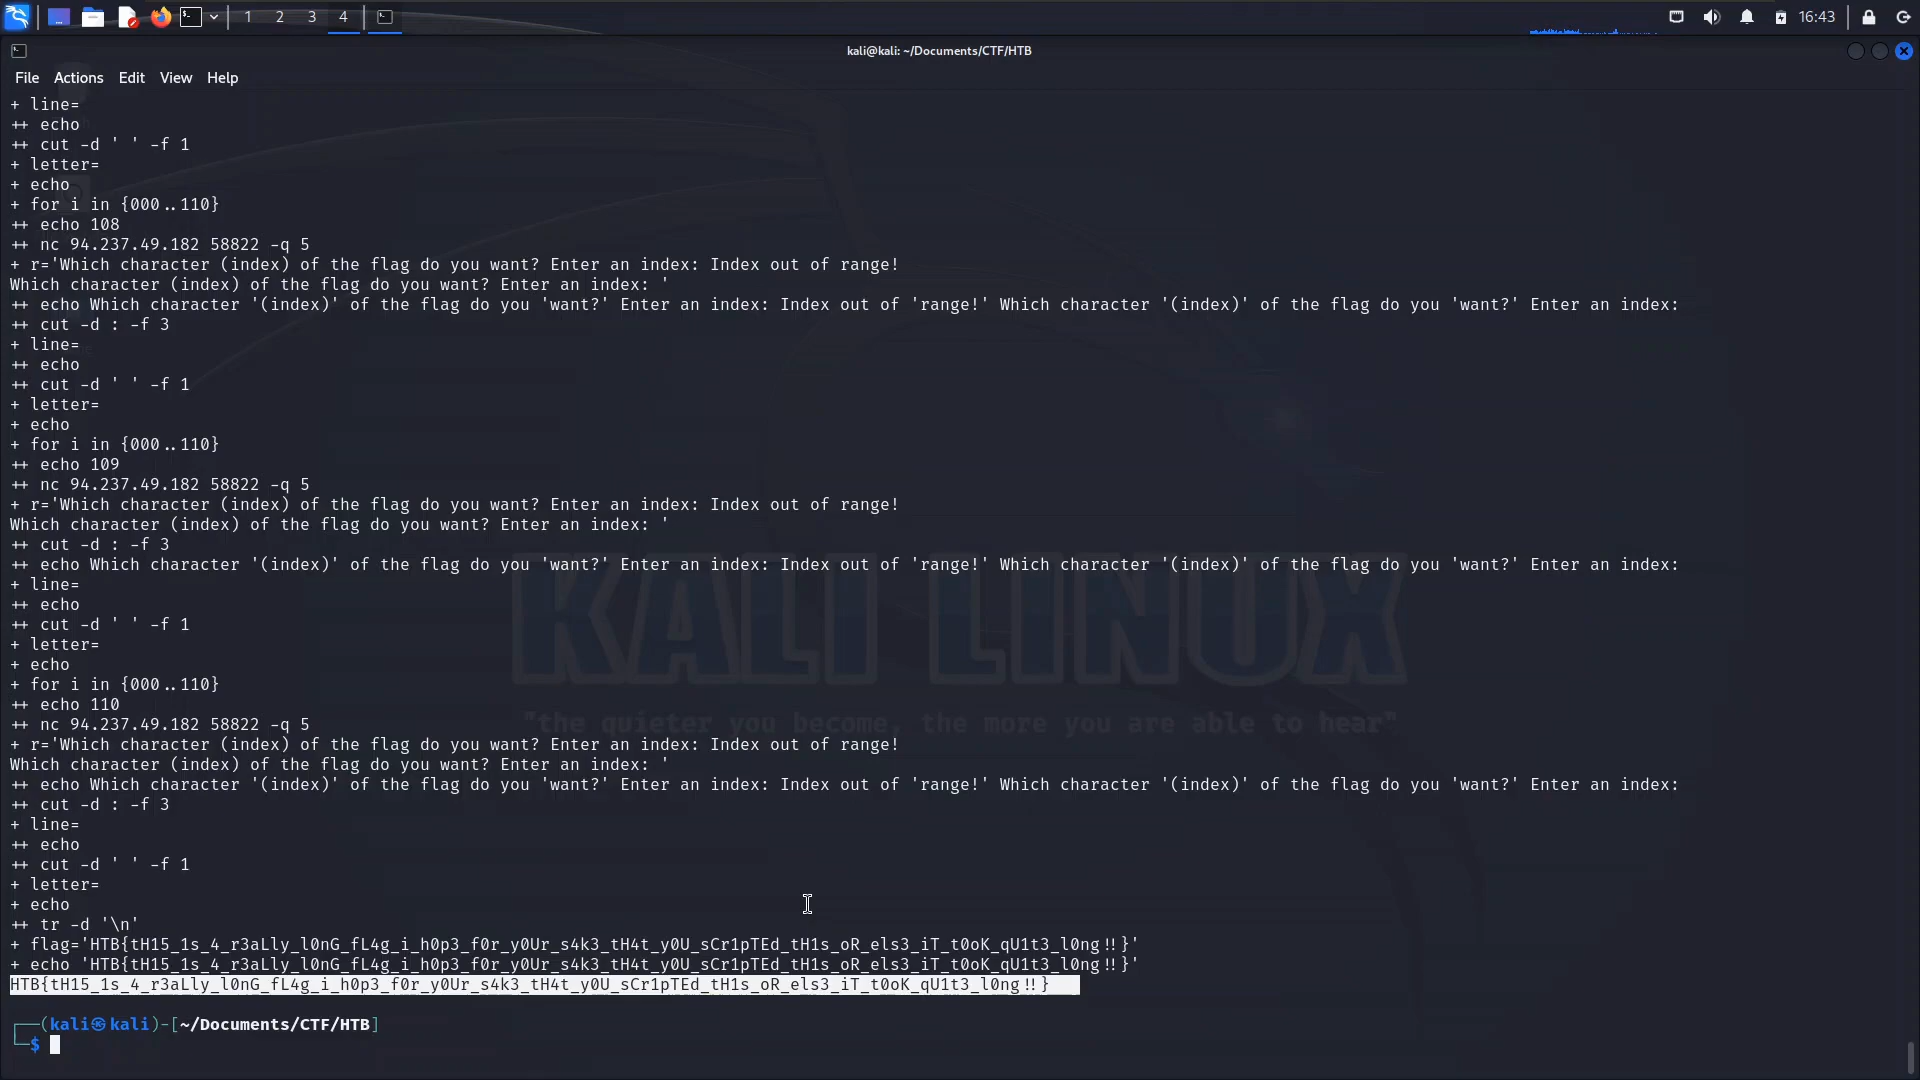 1 2 3 4 16:43
kali@kali: ~/Documents/CTF/HTB
File Actions Edit View Help
+ line=
++ echo
++ cut -d ' ' -f 1
+ letter=
+ echo
+ for i in {000..110}
++ echo 108
++ nc 94.237.49.182 58822 -q 5
+ r='Which character (index) of the flag do you want? Enter an index: Index out of range!
Which character (index) of the flag do you want? Enter an index: '
++ echo Which character '(index)' of the flag do you 'want?' Enter an index: Index out of 'range!' Which character '(index)' of the flag do you 'want?' Enter an index:
++ cut -d : -f 3
+ line=
++ echo
++ cut -d ' ' -f 1
+ letter=
+ echo
+ for i in {000..110}
++ echo 109
++ nc 94.237.49.182 58822 -q 5
+ r='Which character (index) of the flag do you want? Enter an index: Index out of range!
Which character (index) of the flag do you want? Enter an index: '
++ cut -d : -f 3
++ echo Which character '(index)' of the flag do you 'want?' Enter an index: Index out of 'range!' Which character '(index)' of the flag do you 'want?' Enter an index:
+ line=
++ echo
++ cut -d ' ' -f 1
+ letter=
+ echo
+ for i in {000..110}
++ echo 110
++ nc 94.237.49.182 58822 -q 5
+ r='Which character (index) of the flag do you want? Enter an index: Index out of range!
Which character (index) of the flag do you want? Enter an index: '
++ echo Which character '(index)' of the flag do you 'want?' Enter an index: Index out of 'range!' Which character '(index)' of the flag do you 'want?' Enter an index:
++ cut -d : -f 3
+ line=
++ echo
++ cut -d ' ' -f 1
+ letter=
+ echo
++ tr -d '\n'
+ flag='HTB{tH15_1s_4_r3aLly_l0nG_fL4g_i_h0p3_f0r_y0Ur_s4k3_tH4t_y0U_sCr1pTEd_tH1s_oR_els3_iT_t0oK_qU1t3_l0ng!!}'
+ echo 'HTB{tH15_1s_4_r3aLly_l0nG_fL4g_i_h0p3_f0r_y0Ur_s4k3_tH4t_y0U_sCr1pTEd_tH1s_oR_els3_iT_t0oK_qU1t3_l0ng!!}'
HTB{tH15_1s_4_r3aLly_l0nG_fL4g_i_h0p3_f0r_y0Ur_s4k3_tH4t_y0U_sCr1pTEd_tH1s_oR_els3_iT_t0oK_qU1t3_l0ng!!}
(kali㉿kali)-[~/Documents/CTF/HTB]
$
KALI LINUX
"the quieter you become, the more you are able to hear"